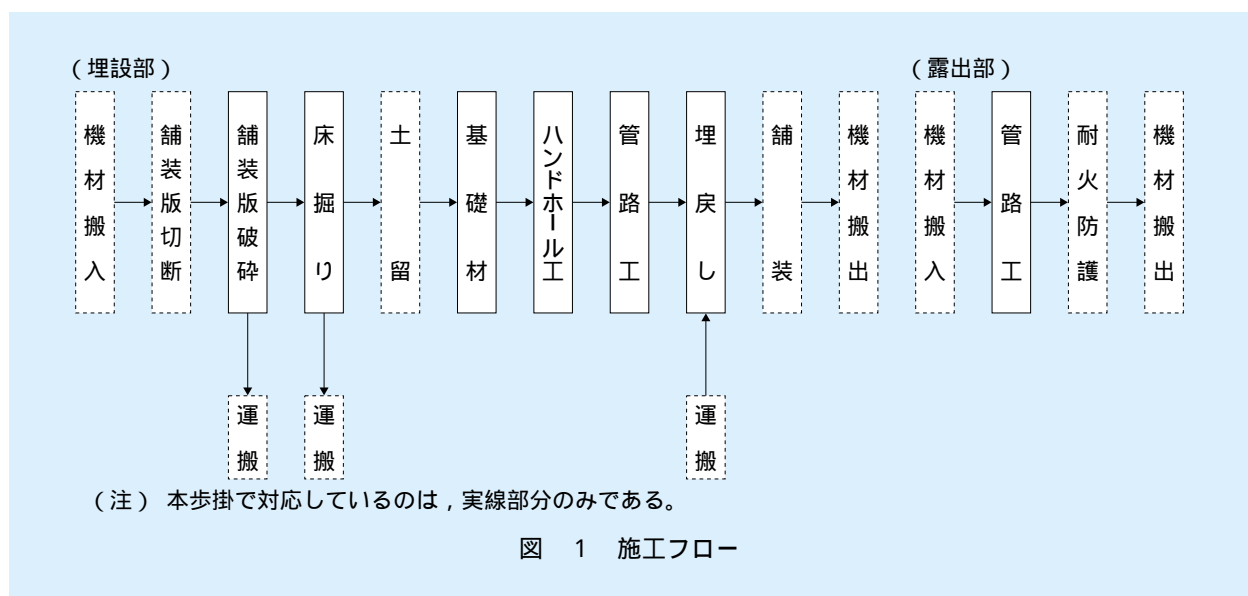 (埋設部)
機材搬入
舗装版切断
舗装版破砕
床掘り
土留
基礎材
ハンドホール工
管路工
埋戻し
舗装
機材搬出
運搬
運搬
運搬
(露出部)
機材搬入
管路工
耐火防護
機材搬出
(注) 本歩掛で対応しているのは,実線部分のみである。
図 1 施工フロー